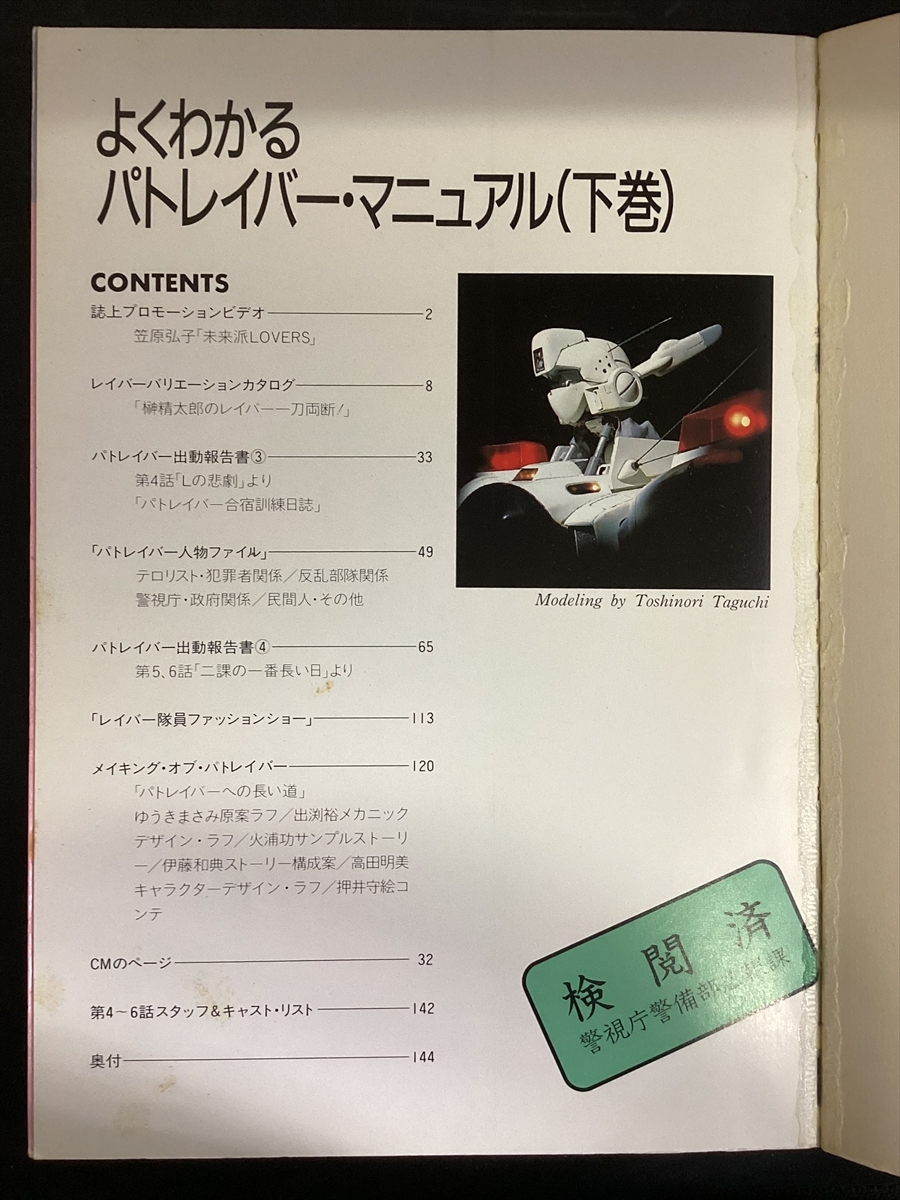 よくわかる
パトレイバー・マニュアル(下巻)
CONTENTS
誌上プロモーションビデオ 2
笠原弘子「未来派LOVERS」
レイバーバリエーションカタログ 8
「榊精太郎のレイバー一刀両断!」
パトレイバー出動報告書③ 33
第4話「Lの悲劇」より
「パトレイバー合宿訓練日誌」
「パトレイバー人物ファイル」 49
テロリスト・犯罪者関係/反乱部隊関係
警視庁・政府関係/民間人・その他
パトレイバー出動報告書④ 65
第5、6話「二課の一番長い日」より
「レイバー隊員ファッションショー」 113
メイキング・オブ・パトレイバー 120
「パトレイバーへの長い道」
ゆうきまさみ原案ラフ/出渕裕メカニック
デザイン・ラフ/火浦功サンプルストーリ
ー/伊藤和典ストーリー構成案/高田明美
キャラクターデザイン・ラフ/押井守絵コ
ンテ
CMのページ 32
第4~6話スタッフ&キャスト・リスト 142
奥付 144
Modeling by Toshinori Taguchi
検閲済
警視庁警備部 課